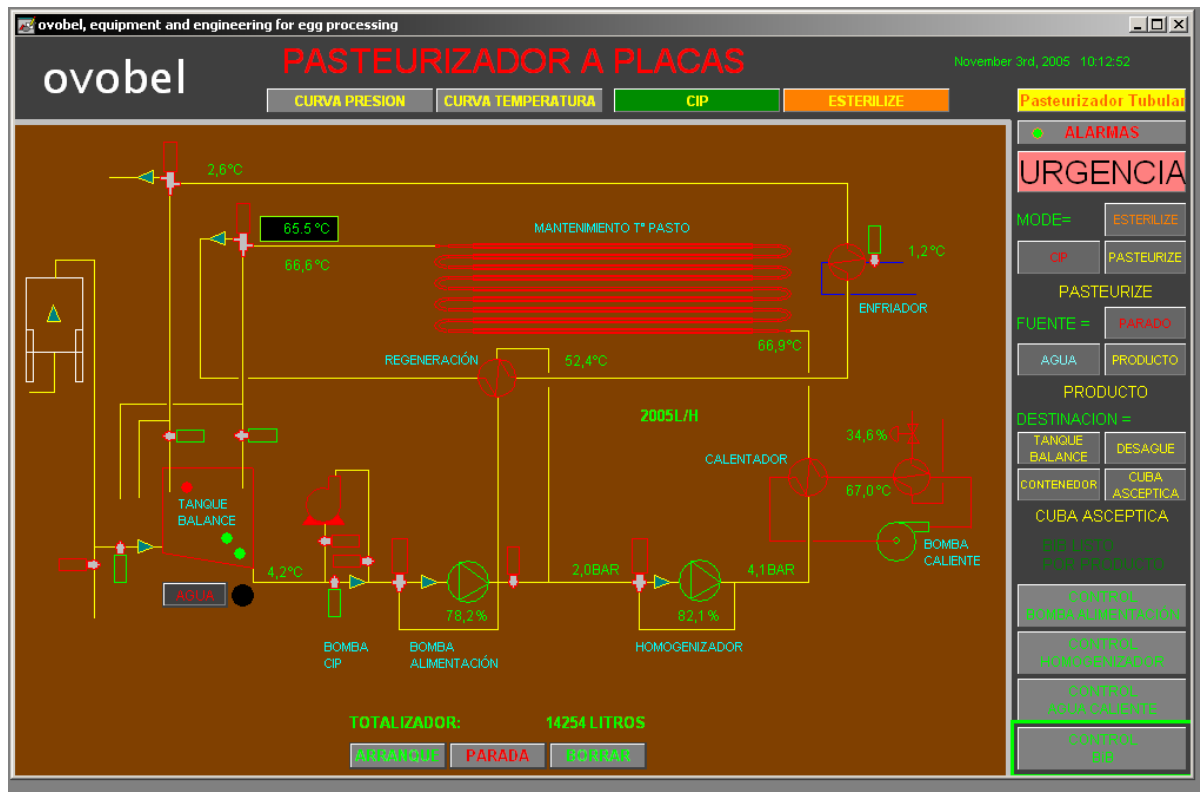 ovobel, equipment and engineering for egg processing
ovobel
PASTEURIZADOR A PLACAS
November 3rd, 2005 10:12:52
CURVA PRESION
CURVA TEMPERATURA
CIP
ESTERILIZE
Pasteurizador Tubular
ALARMAS
URGENCIA
MODE=
ESTERILIZE
CIP
PASTEURIZE
PASTEURIZE
FUENTE =
PARADO
AGUA
PRODUCTO
PRODUCTO
DESTINACION =
TANQUE
BALANCE
DESAGUE
CONTENEDOR
CUBA
ASCEPTICA
CUBA ASCEPTICA
BIB LISTO
POR PRODUCTO
CONTROL
BOMBA ALIMENTACIÓN
CONTROL
HOMOGENIZADOR
CONTROL
AGUA CALIENTE
CONTROL
BIB
2,6°C
65.5 °C
66,6°C
MANTENIMIENTO Tª PASTO
1,2°C
ENFRIADOR
66,9°C
REGENERACIÓN
52,4°C
2005L/H
34,6%
CALENTADOR
67,0°C
TANQUE
BALANCE
BOMBA
CALIENTE
4,2°C
2,0BAR
4,1BAR
AGUA
78,2%
82,1%
BOMBA
CIP
BOMBA
ALIMENTACIÓN
HOMOGENIZADOR
TOTALIZADOR: 14254 LITROS
ARRANQUE
PARADA
BORRAR